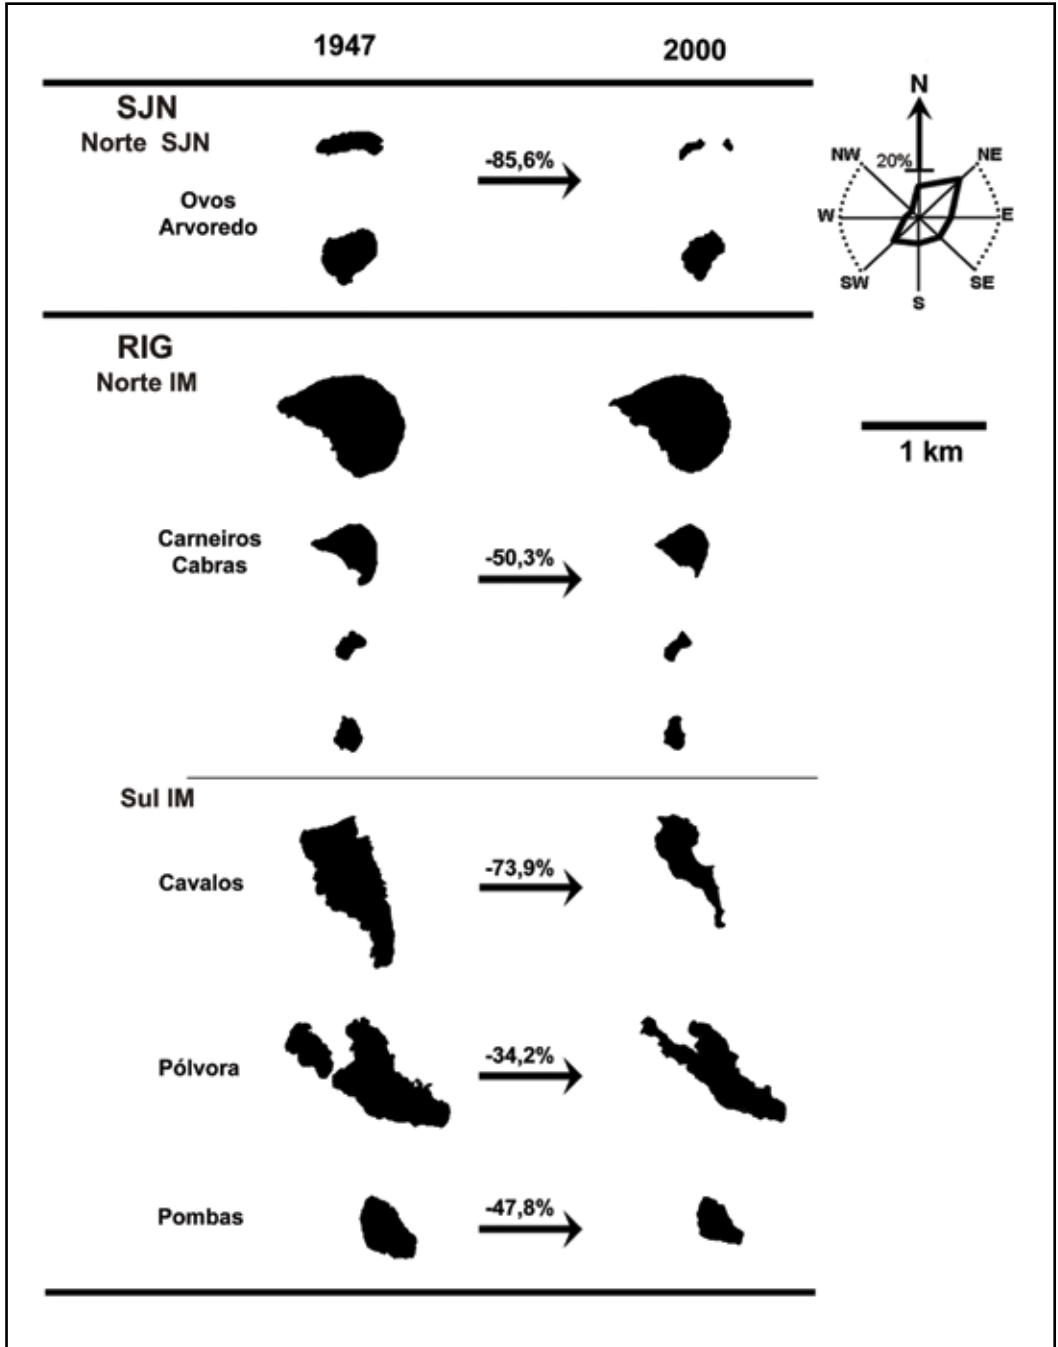 1947
2000
SJN
Norte SJN
-85,6%
Ovos
Arvoredo
N
NW
20%
NE
W
E
SW
SE
S
RIG
Norte IM
1 km
Carneiros
Cabras
-50,3%
Sul IM
Cavalos
-73,9%
Pólvora
-34,2%
Pombas
-47,8%